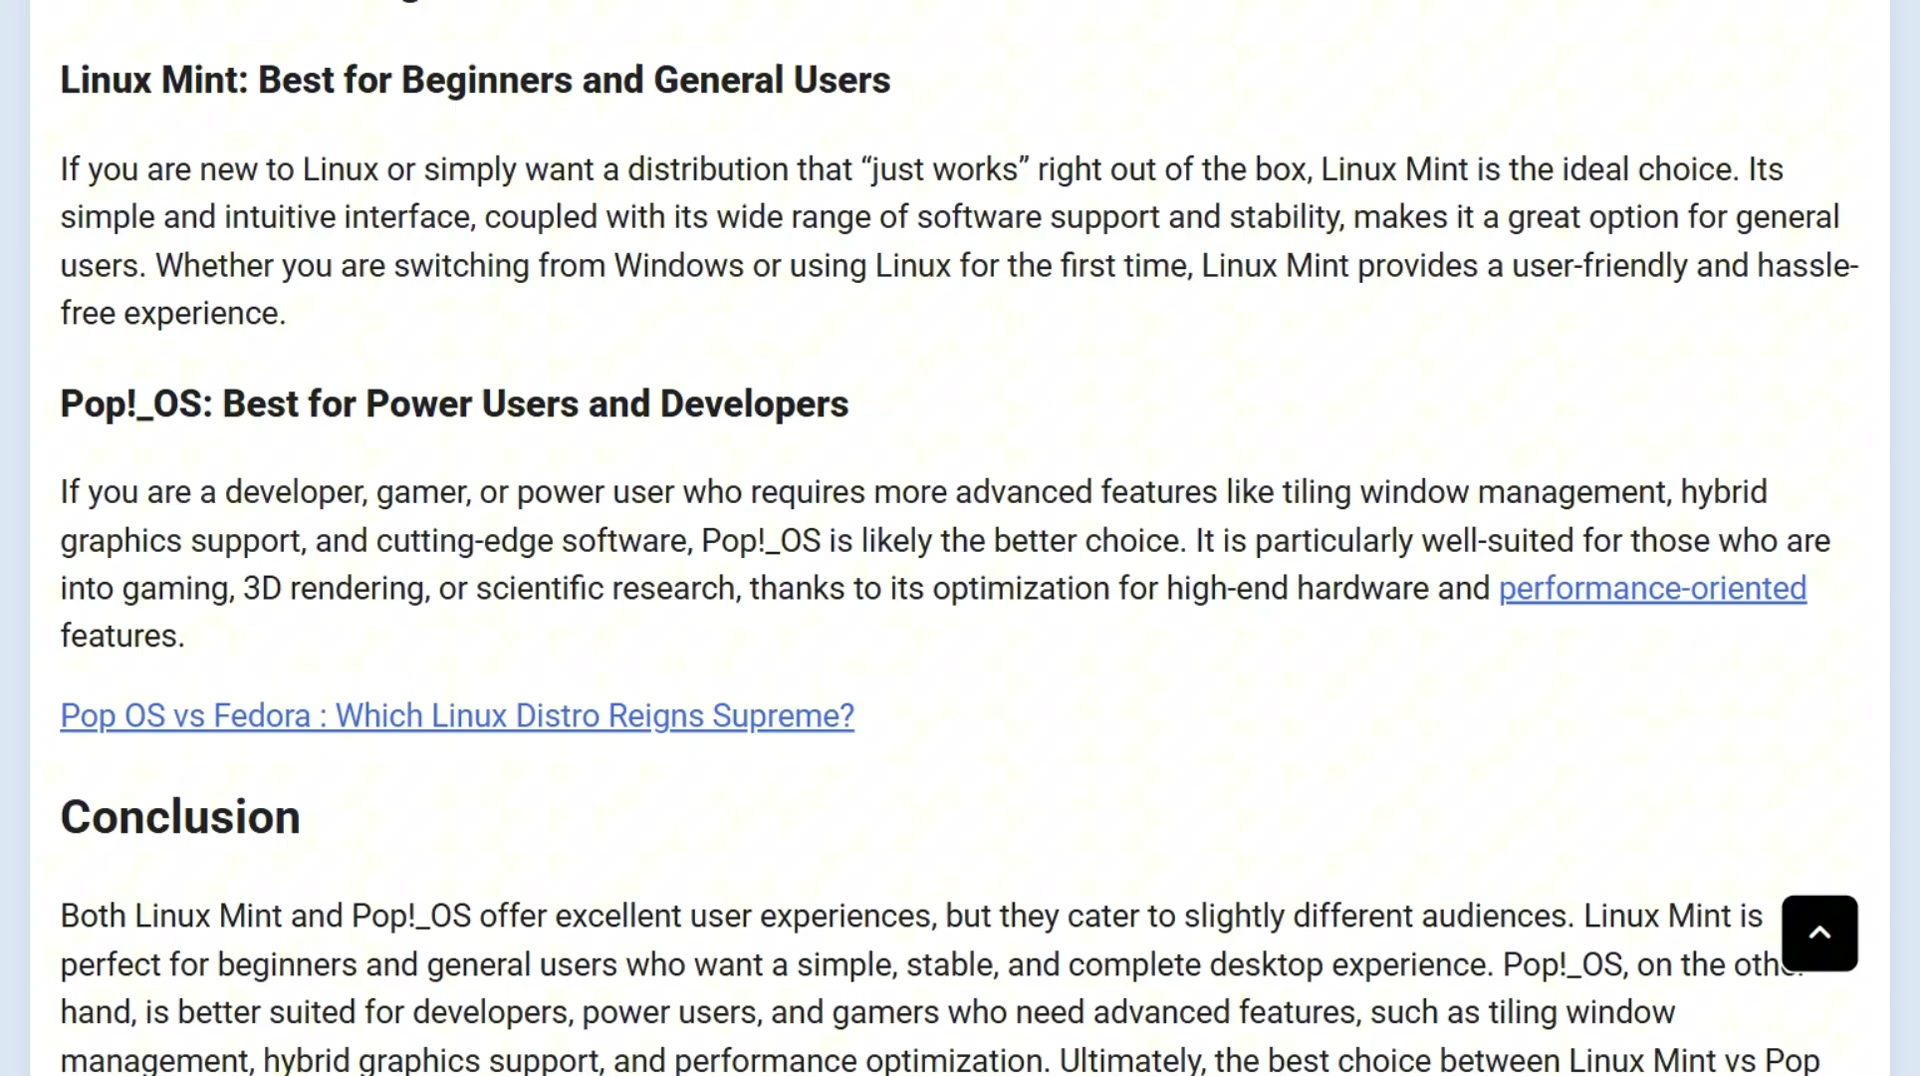 Linux Mint: Best for Beginners and General Users
If you are new to Linux or simply want a distribution that “just works” right out of the box, Linux Mint is the ideal choice. Its
simple and intuitive interface, coupled with its wide range of software support and stability, makes it a great option for general
users. Whether you are switching from Windows or using Linux for the first time, Linux Mint provides a user-friendly and hassle-
free experience.
Pop!_OS: Best for Power Users and Developers
If you are a developer, gamer, or power user who requires more advanced features like tiling window management, hybrid
graphics support, and cutting-edge software, Pop!_OS is likely the better choice. It is particularly well-suited for those who are
into gaming, 3D rendering, or scientific research, thanks to its optimization for high-end hardware and performance-oriented
features.
Pop OS vs Fedora : Which Linux Distro Reigns Supreme?
Conclusion
Both Linux Mint and Pop!_OS offer excellent user experiences, but they cater to slightly different audiences. Linux Mint is
perfect for beginners and general users who want a simple, stable, and complete desktop experience. Pop!_OS, on the other
hand, is better suited for developers, power users, and gamers who need advanced features, such as tiling window
management, hybrid graphics support, and performance optimization. Ultimately, the best choice between Linux Mint vs Pop